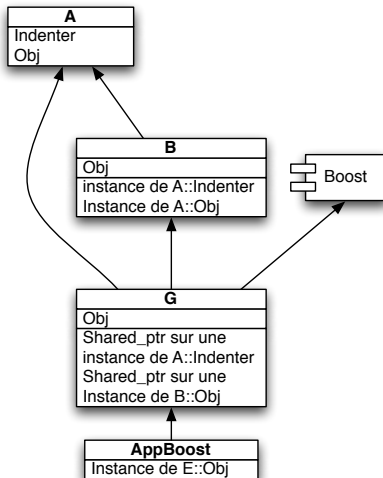 A
Indenter
Obj
B
Obj
instance de A::Indenter
Instance de A::Obj
Boost
G
Obj
Shared_ptr sur une
instance de A::Indenter
Shared_ptr sur une
Instance de B::Obj
AppBoost
Instance de E::Obj